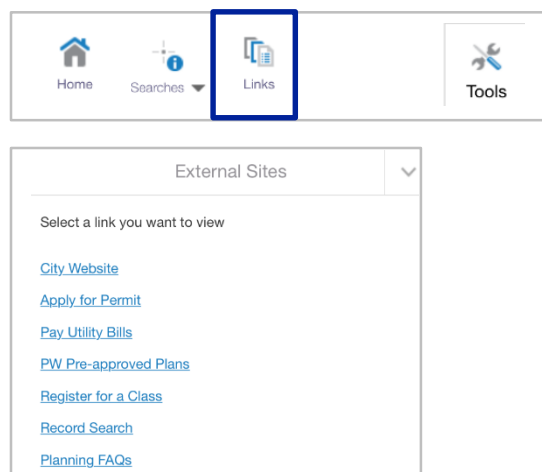 Home
Searches
Links
Tools
External Sites
Select a link you want to view
City Website
Apply for Permit
Pay Utility Bills
PW Pre-approved Plans
Register for a Class
Record Search
Planning FAQs